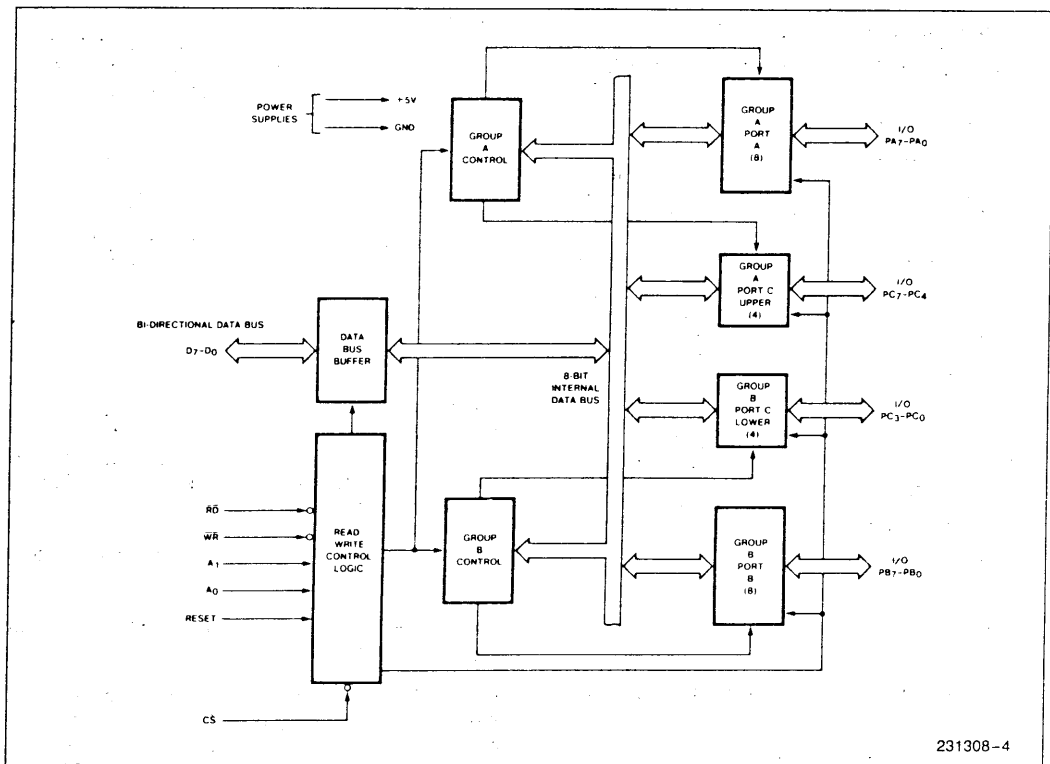 POWER
SUPPLIES
+5V
GND
GROUP
A
CONTROL
GROUP
A
PORT
A
(8)
I/O
PA7-PA0
GROUP
A
PORT C
UPPER
(4)
I/O
PC7-PC4
BI-DIRECTIONAL DATA BUS
D7-D0
DATA
BUS
BUFFER
8-BIT
INTERNAL
DATA BUS
GROUP
B
PORT C
LOWER
(4)
I/O
PC3-PC0
RD
WR
A1
A0
RESET
READ
WRITE
CONTROL
LOGIC
GROUP
B
CONTROL
GROUP
B
PORT
B
(8)
I/O
PB7-PB0
CS
231308-4